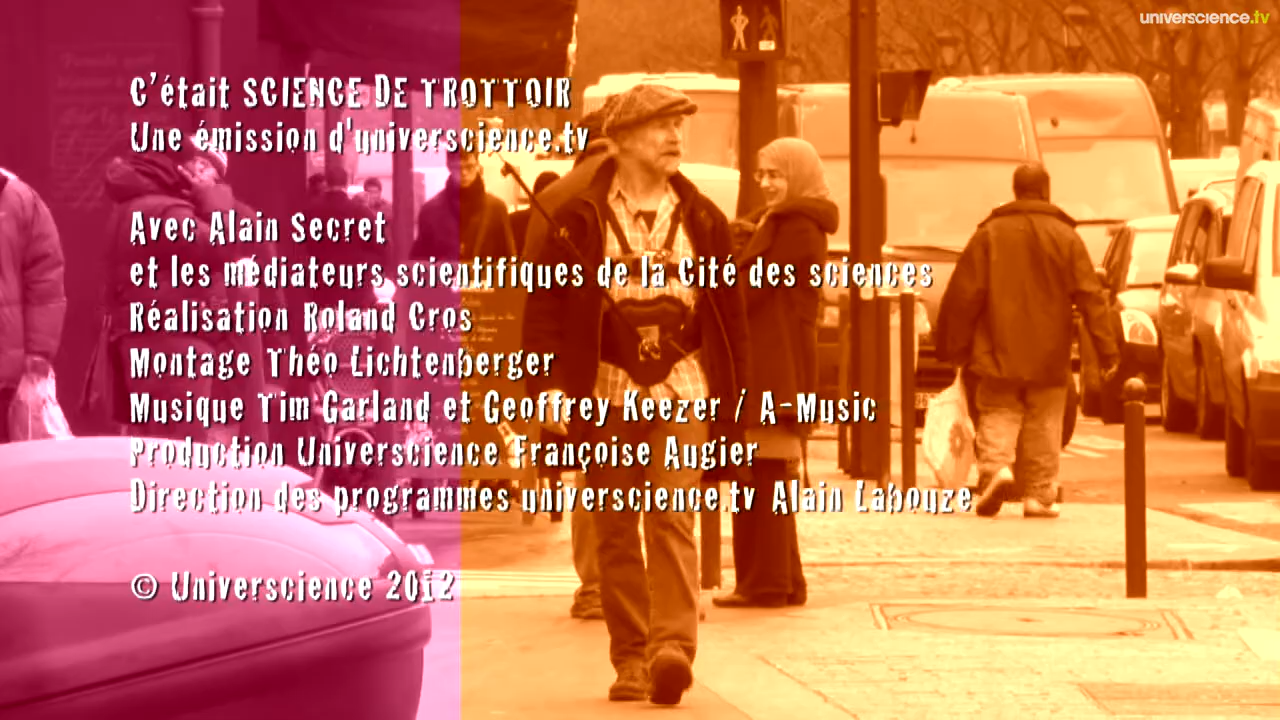 universcience.tv
C'était SCIENCE DE TROTTOIR
Une émission d'universcience.tv
Avec Alain Secret
et les médiateurs scientifiques de la Cité des sciences
Réalisation Roland Cros
Montage Théo Lichtenberger
Musique Tim Garland et Geoffrey Keezer / A-Music
Production Universcience Françoise Augier
Direction des programmes universcience.tv Alain Labouze
© Universcience 2012